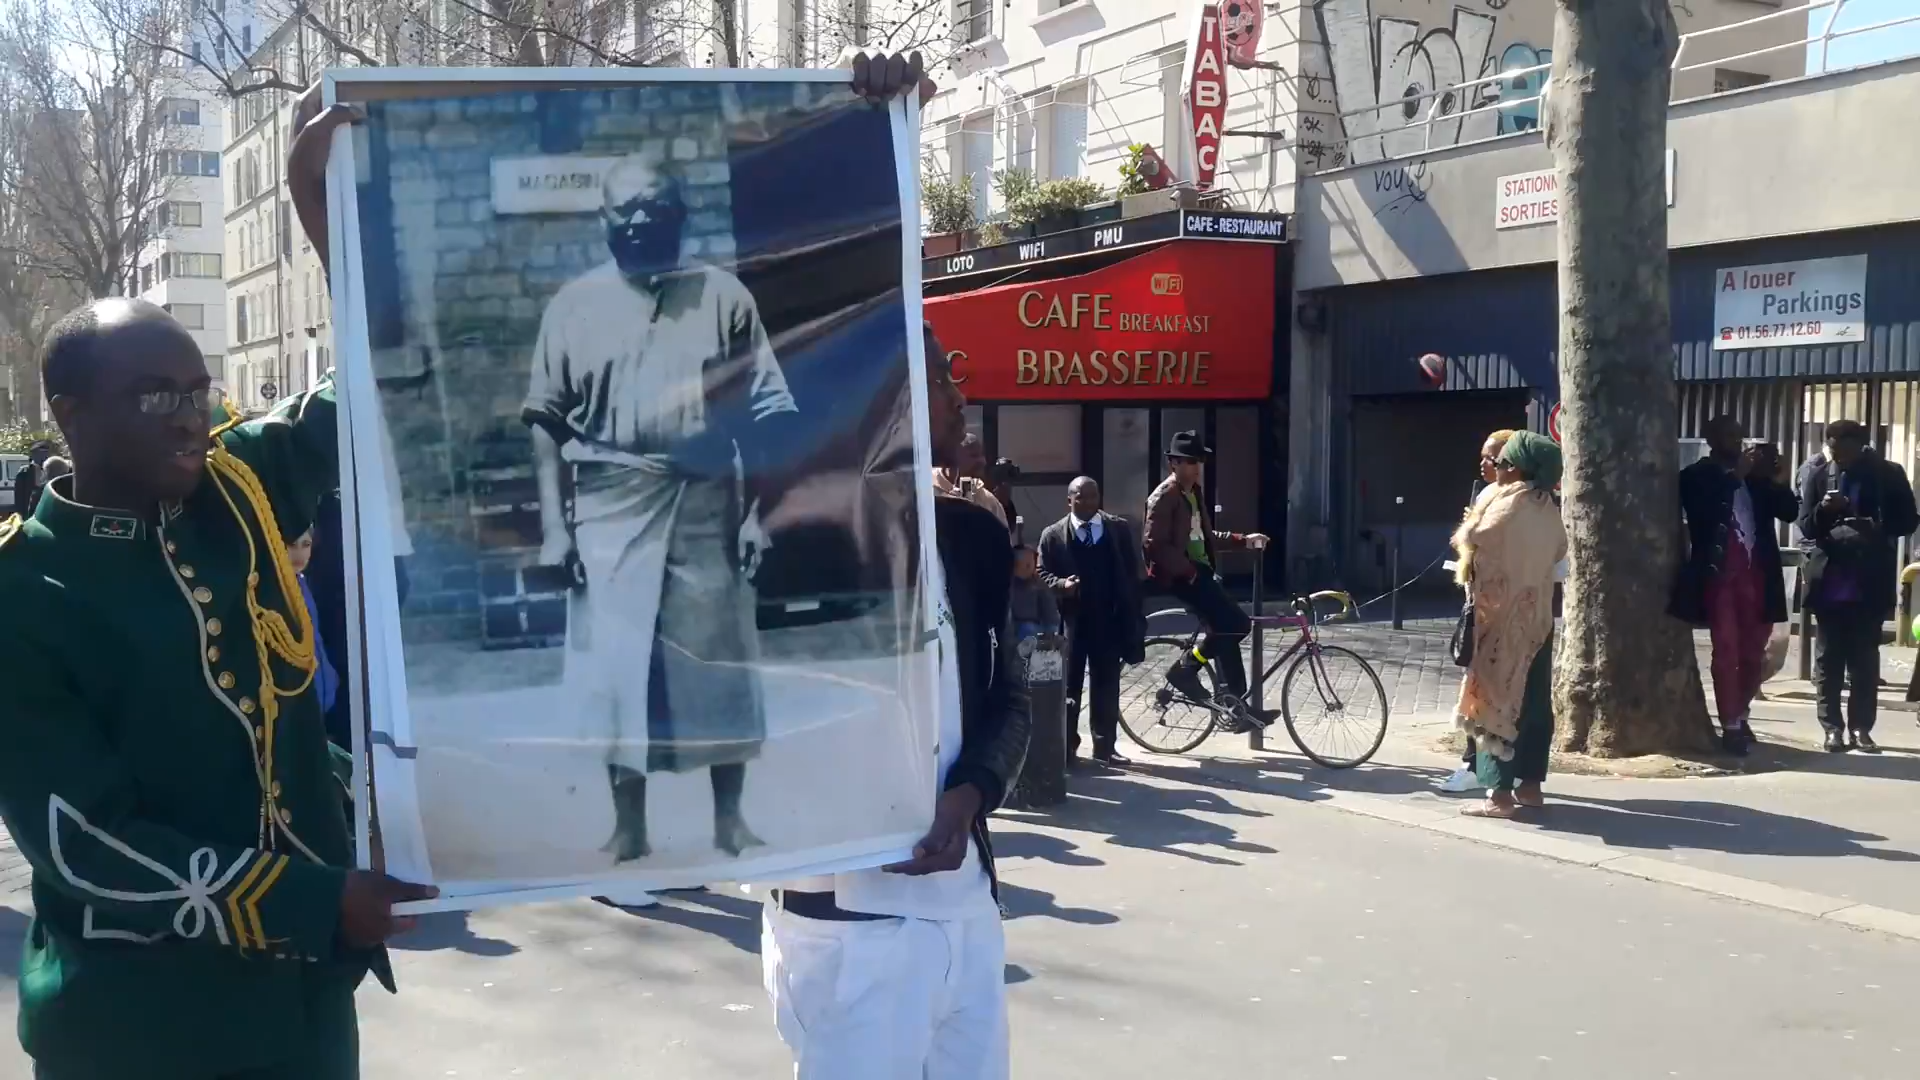 MAGASIN
TABAC
LOTO WIFI PMU
CAFE-RESTAURANT
WiFi
CAFE BREAKFAST
C BRASSERIE
voule
STATIONN
SORTIES
A louer
Parkings
01.56.77.12.60